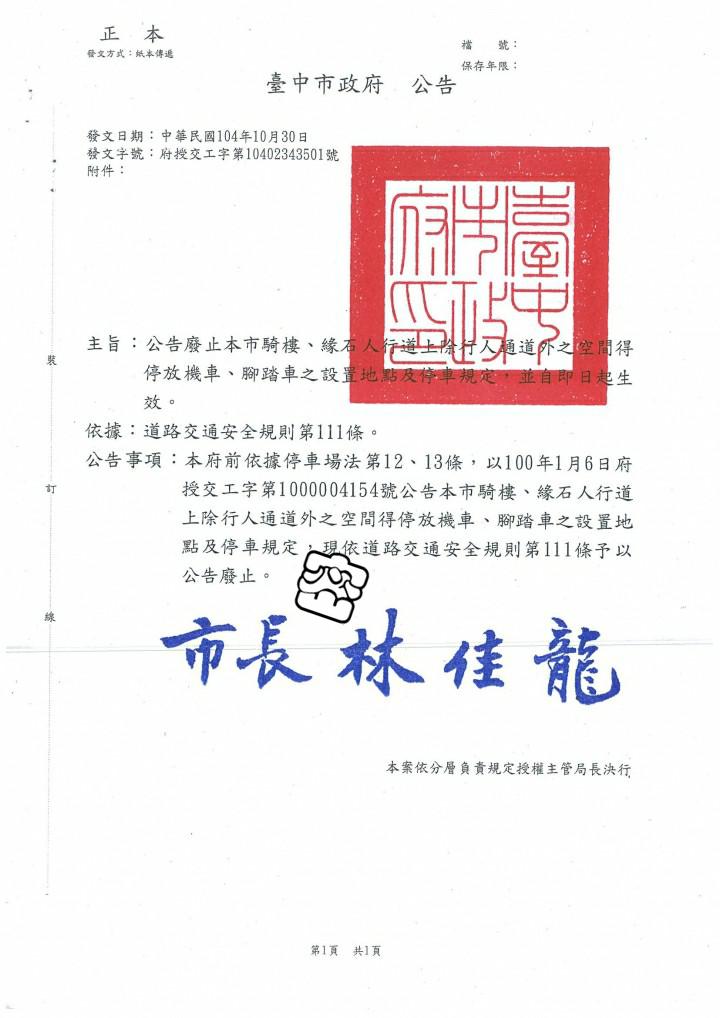 正本
發文方式：紙本傳遞
檔　號：
保存年限：
臺中市政府　公告
發文日期：中華民國104年10月30日
發文字號：府授交工字第10402343501號
附件：
臺中市政府印
主旨：公告廢止本市騎樓、緣石人行道上除行人通道外之空間得
停放機車、腳踏車之設置地點及停車規定，並自即日起生
效。
依據：道路交通安全規則第111條。
公告事項：本府前依據停車場法第12、13條，以100年1月6日府
授交工字第1000004154號公告本市騎樓、緣石人行道
上除行人通道外之空間得停放機車、腳踏車之設置地
點及停車規定，現依道路交通安全規則第111條予以
公告廢止。
市長林佳龍
本案依分層負責規定授權主管局長決行
裝
訂
線
第1頁　共1頁